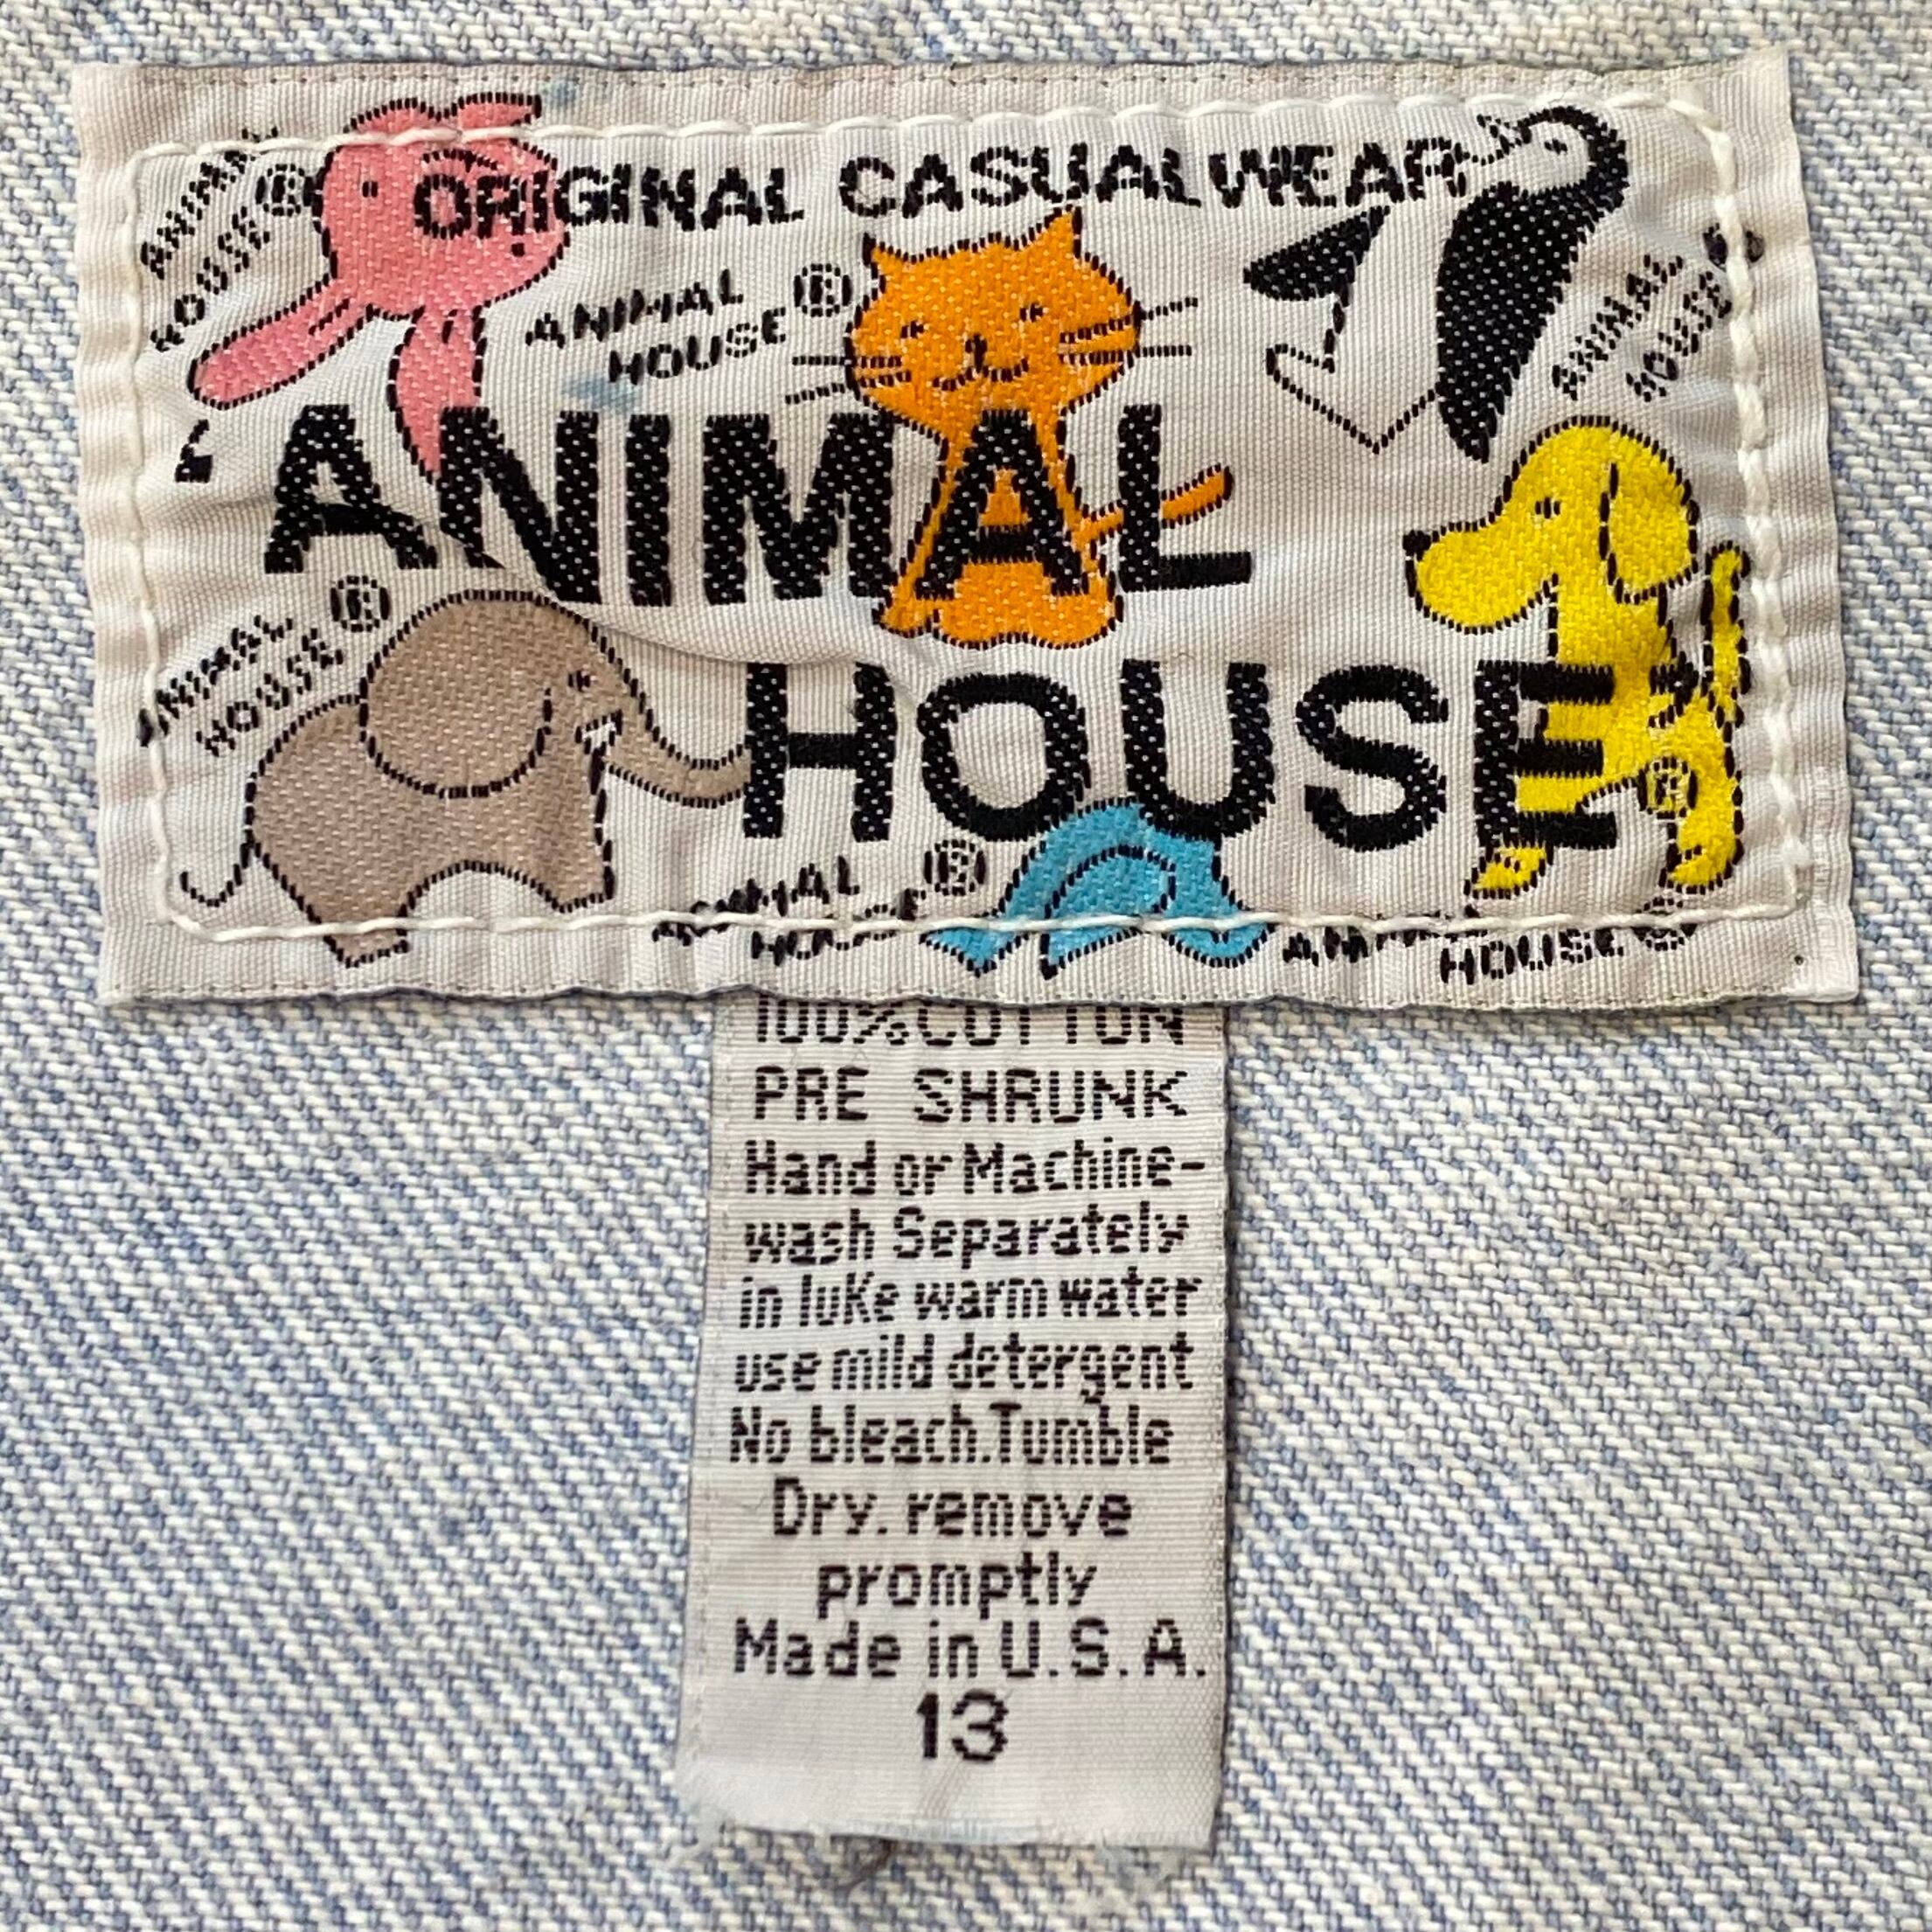 ANIMAL
HOUSE ®
ORIGINAL CASUALWEAR
ANIMAL
HOUSE ®
ANIMAL
HOUSE
'ANIMAL
HOUSE'®
ANIMAL
HOUSE ®
ANIMAL
HOUSE ®
ANIMAL
HOUSE ®
100% COTTON
PRE SHRUNK
Hand or Machine-
wash Separately
in luke warm water
use mild detergent
No bleach. Tumble
Dry. remove
promptly
Made in U.S.A.
13